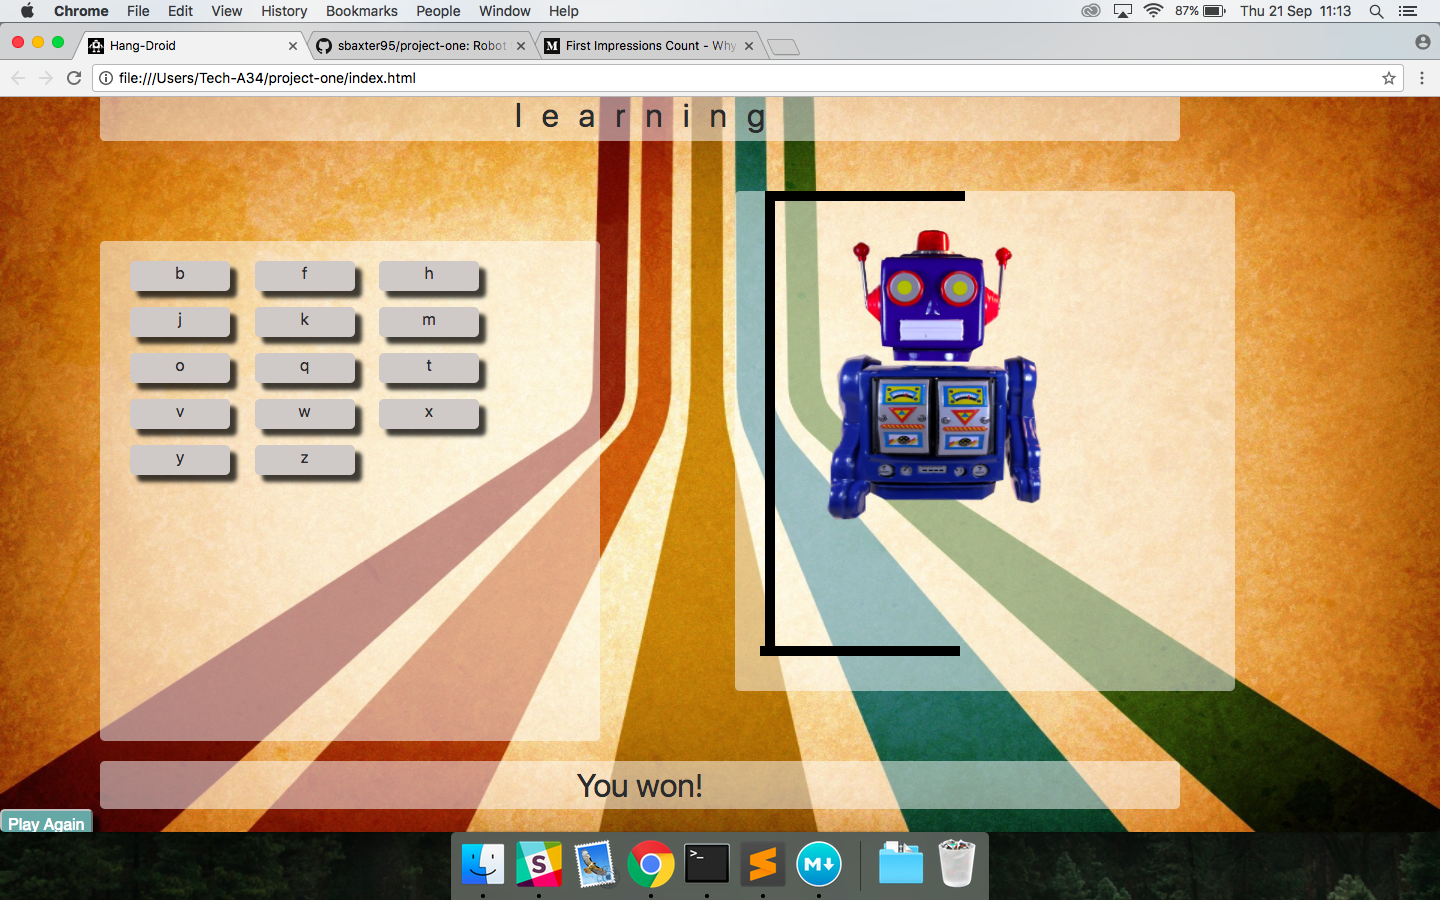 Chrome File Edit View History Bookmarks People Window Help 87% Thu 21 Sep 11:13
Hang-Droid sbaxter95/project-one: Robot First Impressions Count - Why
file:///Users/Tech-A34/project-one/index.html
l e a r n i n g
b f h
j k m
o q t
v w x
y z
You won!
Play Again